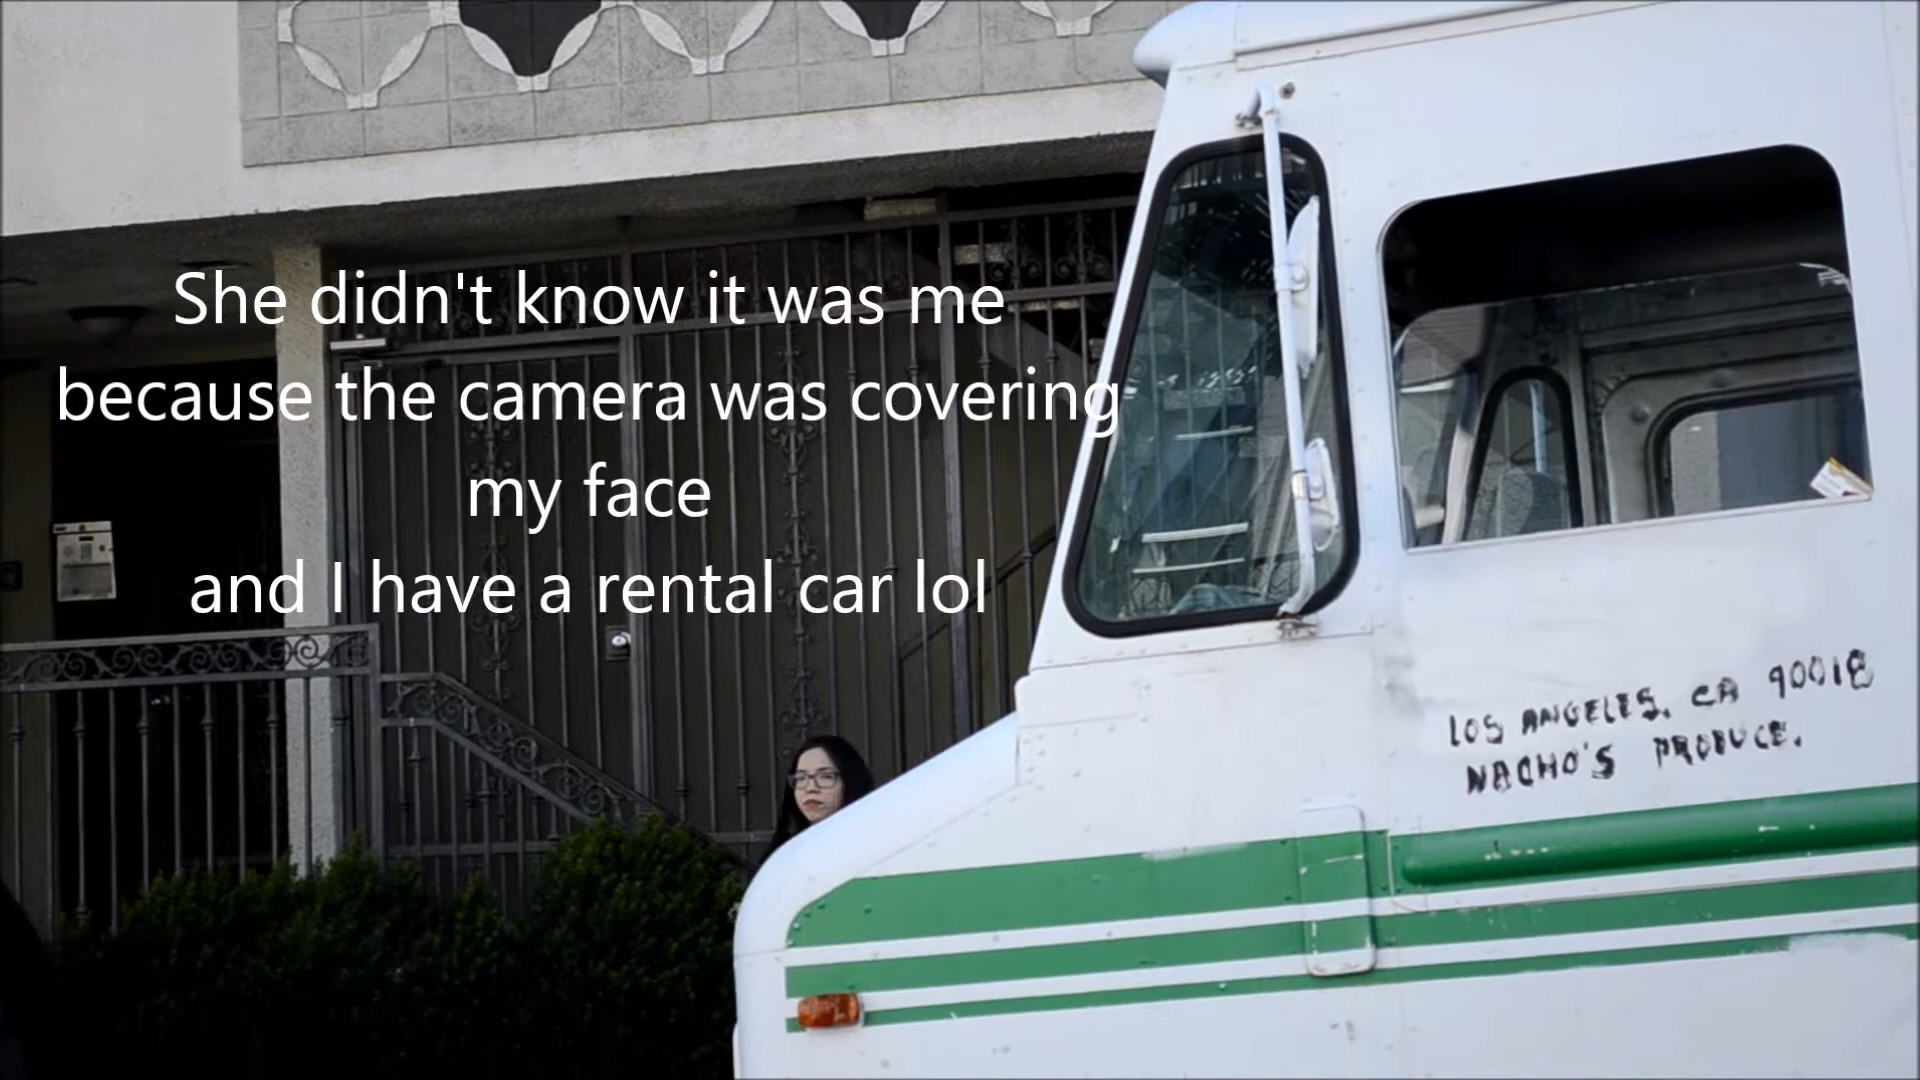 She didn't know it was me
because the camera was covering
my face
and I have a rental car lol
LOS ANGELES, CA 90018
NACHO'S PRODUCE.